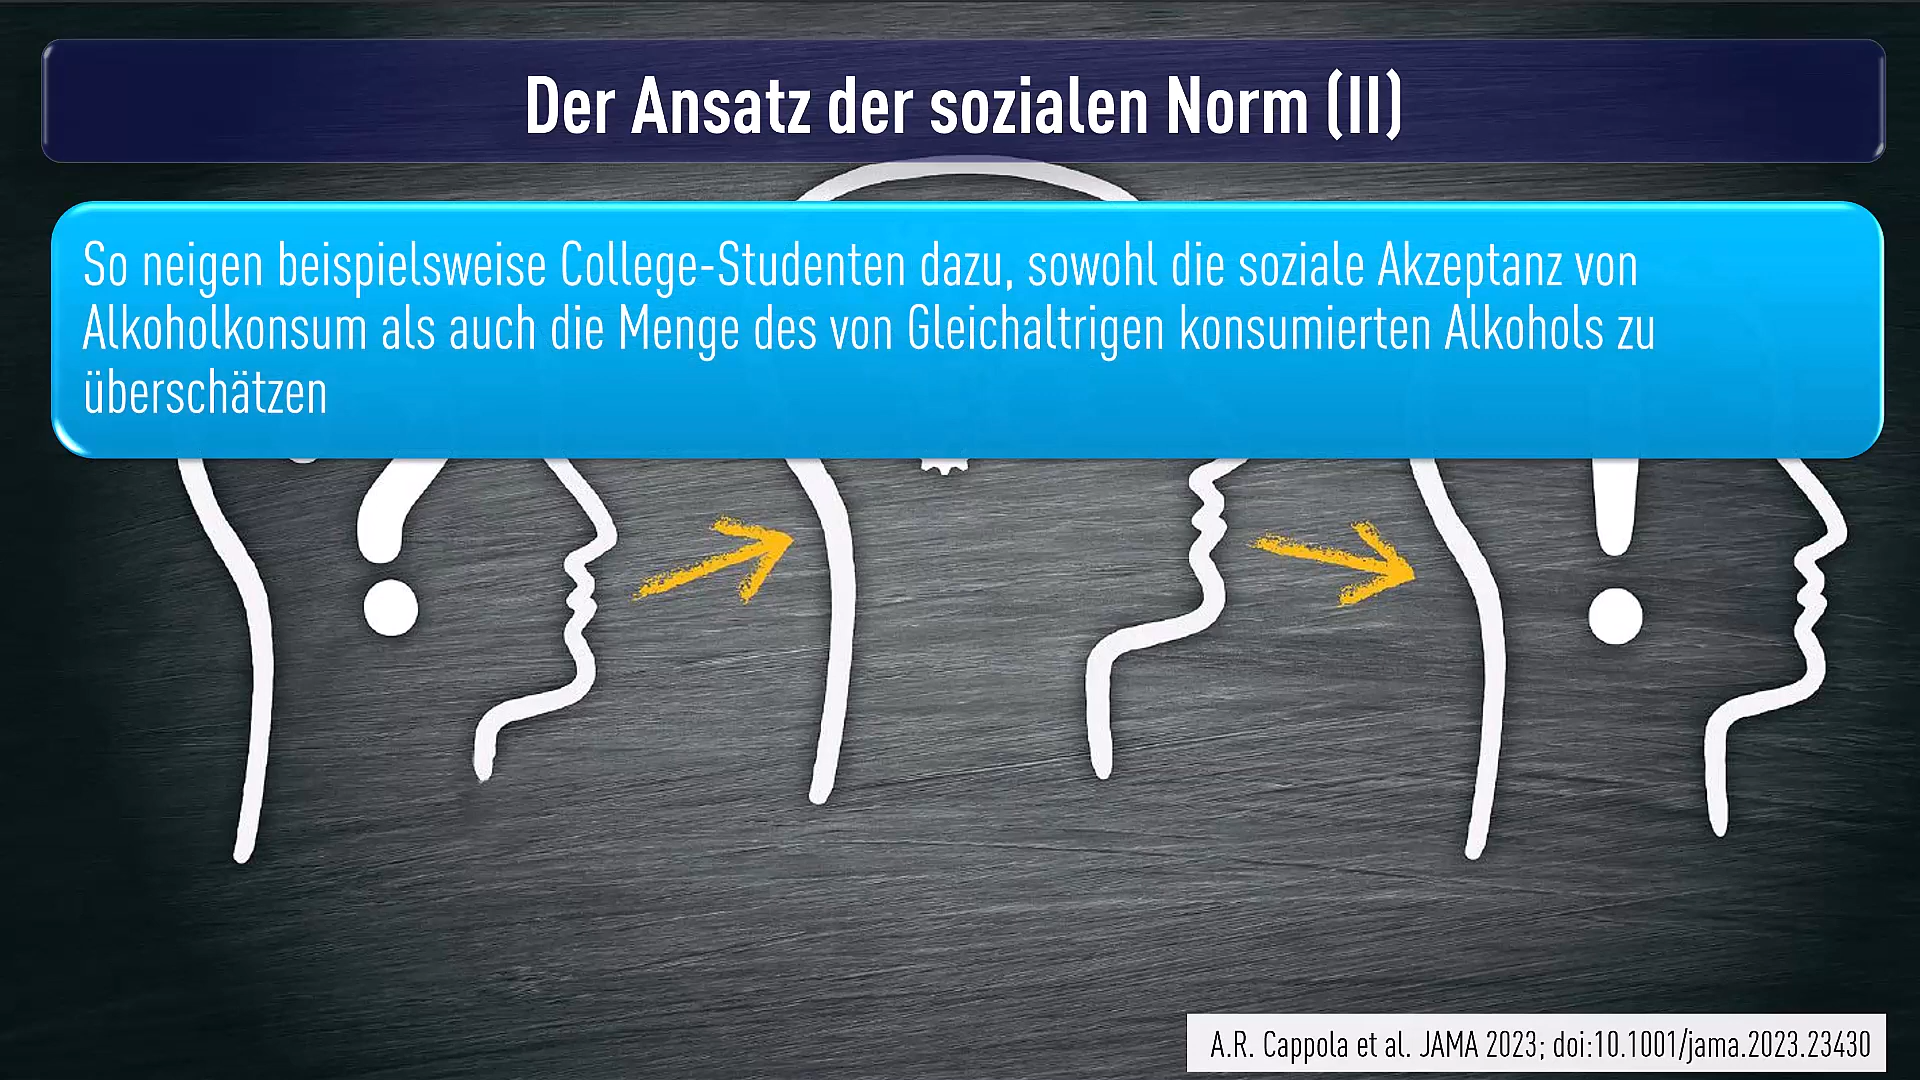 Der Ansatz der sozialen Norm (II)
So neigen beispielsweise College-Studenten dazu, sowohl die soziale Akzeptanz von
Alkoholkonsum als auch die Menge des von Gleichaltrigen konsumierten Alkohols zu
überschätzen
A.R. Cappola et al. JAMA 2023; doi:10.1001/jama.2023.23430